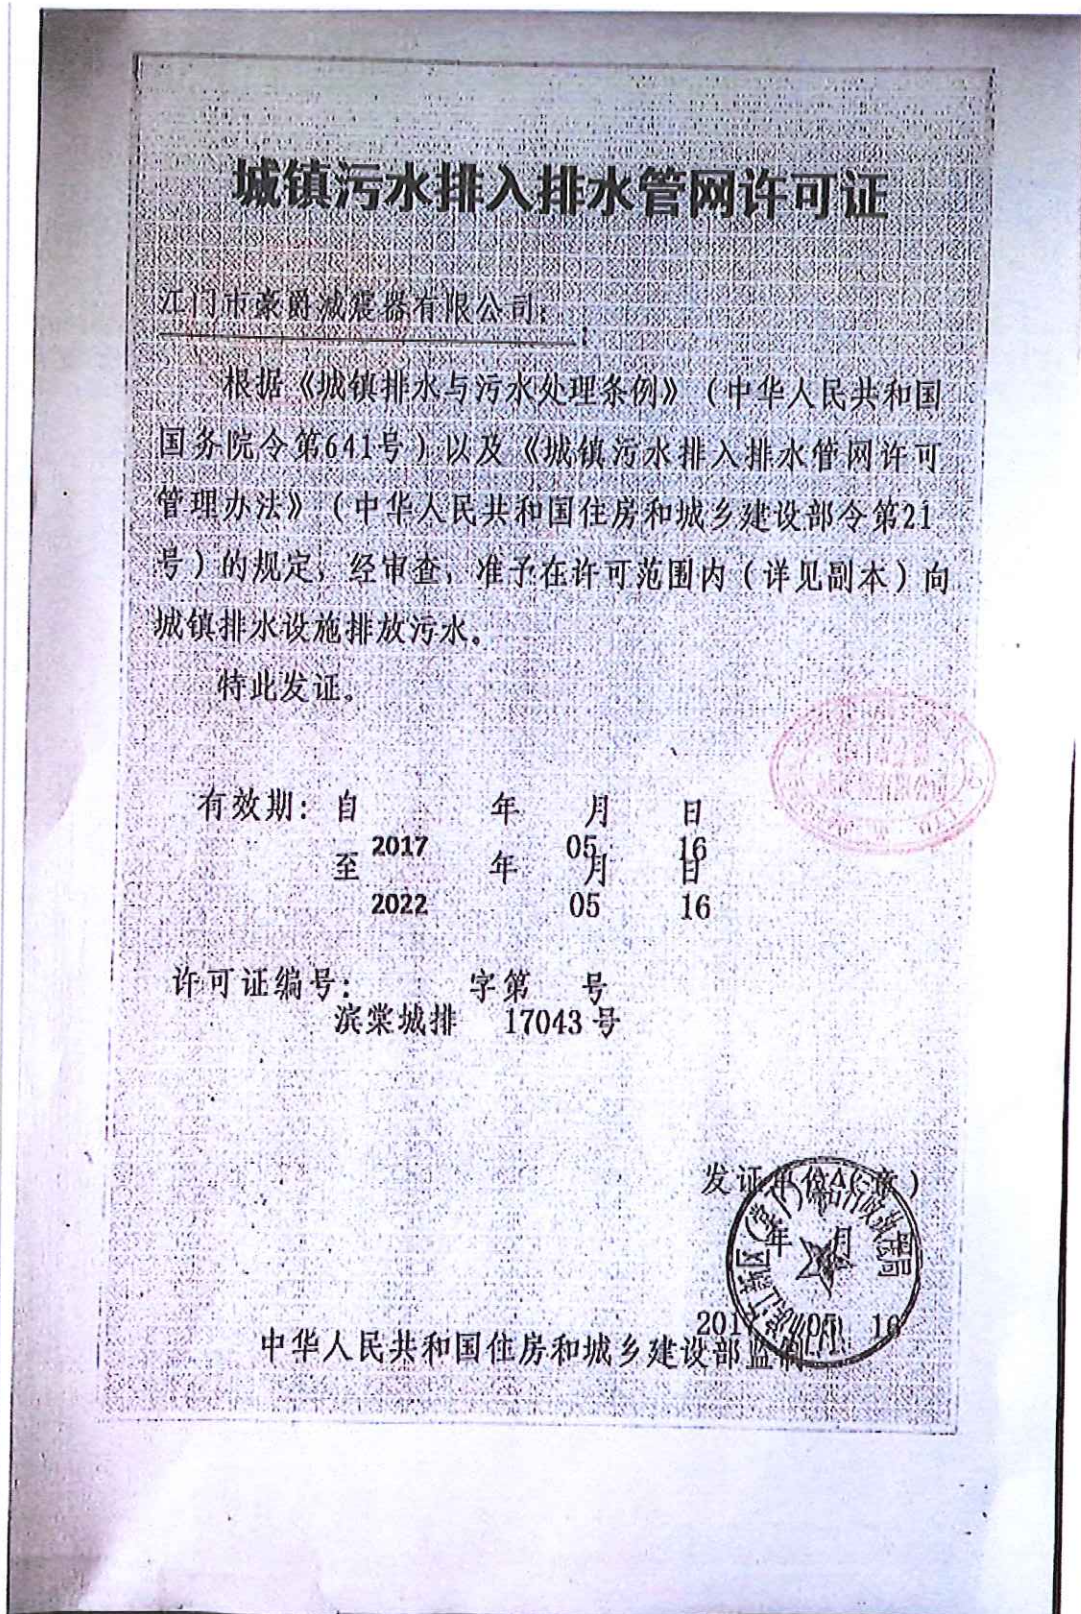 城镇污水排入排水管网许可证
江门市豪爵减震器有限公司:
根据《城镇排水与污水处理条例》（中华人民共和国
国务院令第641号）以及《城镇污水排入排水管网许可
管理办法》（中华人民共和国住房和城乡建设部令第21
号）的规定，经审查，准予在许可范围内（详见副本）向
城镇排水设施排放污水。
特此发证。
有效期: 自 年 月 日
2017 05 16
至 年 月 日
2022 05 16
许可证编号: 字第 号
滨棠城排 17043 号
发证单位（章）
年 月 日
2017 05 16
中华人民共和国住房和城乡建设部监制